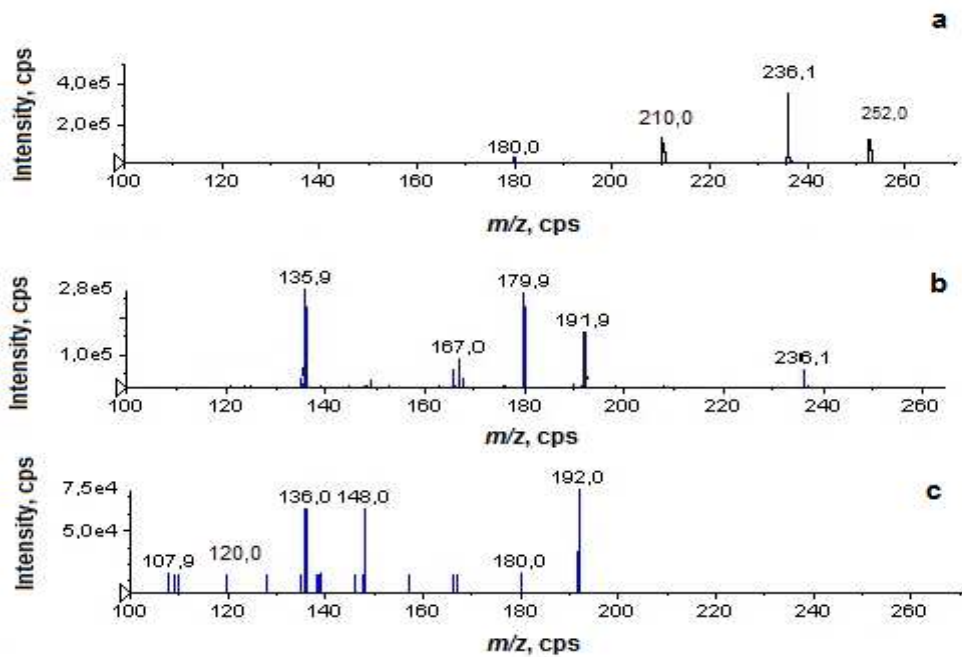 a
Intensity, cps
4,0e5
2,0e5
180,0
210,0
236,1
252,0
100 120 140 160 180 200 220 240 260
m/z, cps
b
Intensity, cps
2,8e5
1,0e5
135,9
167,0
179,9
191,9
236,1
100 120 140 160 180 200 220 240 260
m/z, cps
c
Intensity, cps
7,5e4
5,0e4
107,9
120,0
136,0
148,0
180,0
192,0
100 120 140 160 180 200 220 240 260
m/z, cps